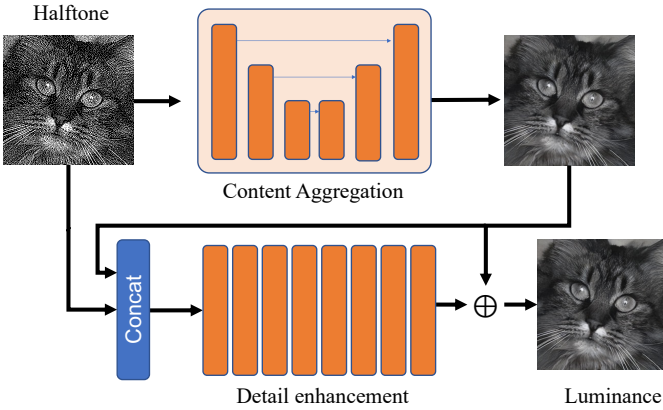 Halftone
Content Aggregation
Concat
Detail enhancement
Luminance